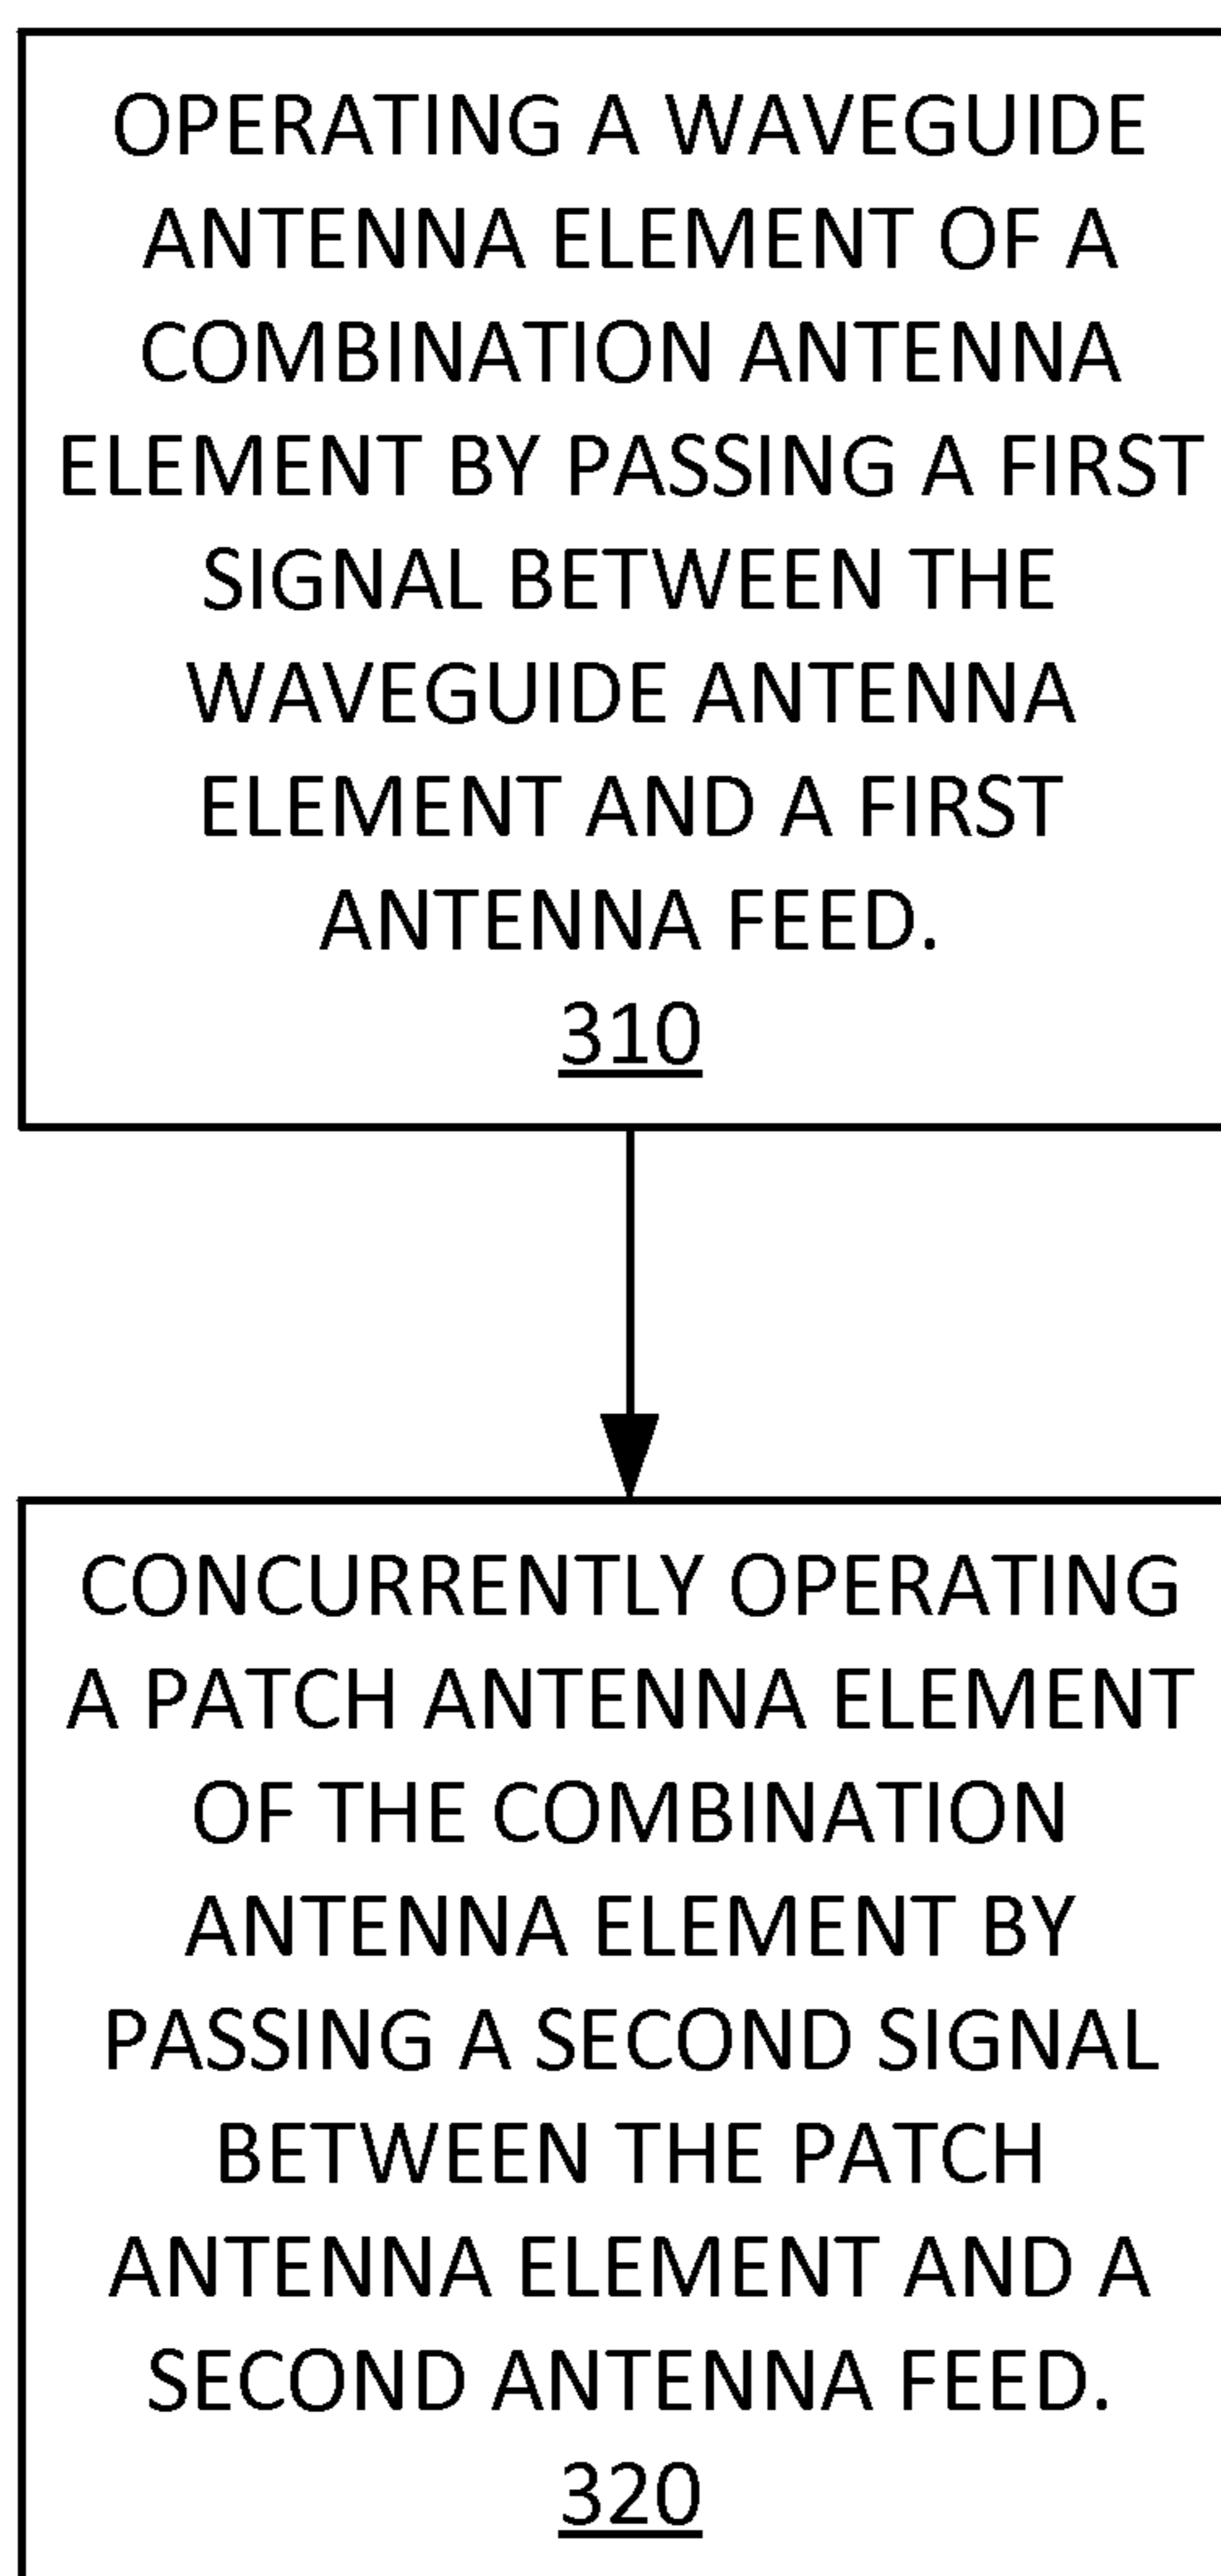 OPERATING A WAVEGUIDE
ANTENNA ELEMENT OF A
COMBINATION ANTENNA
ELEMENT BY PASSING A FIRST
SIGNAL BETWEEN THE
WAVEGUIDE ANTENNA
ELEMENT AND A FIRST
ANTENNA FEED.
310
CONCURRENTLY OPERATING
A PATCH ANTENNA ELEMENT
OF THE COMBINATION
ANTENNA ELEMENT BY
PASSING A SECOND SIGNAL
BETWEEN THE PATCH
ANTENNA ELEMENT AND A
SECOND ANTENNA FEED.
320